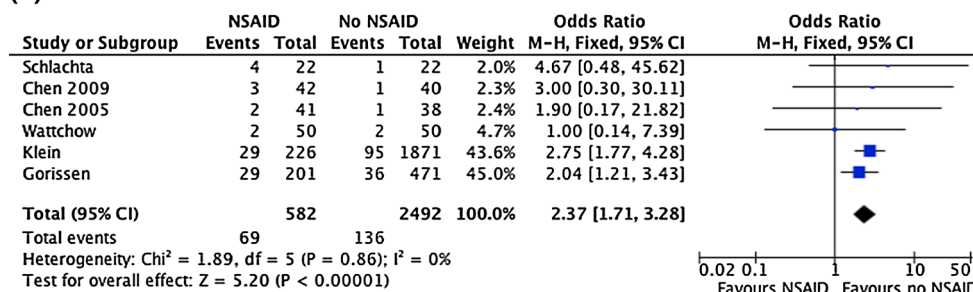 NSAID No NSAID Odds Ratio Odds Ratio
Study or Subgroup Events Total Events Total Weight M-H, Fixed, 95% CI M-H, Fixed, 95% CI
Schlachta 4 22 1 22 2.0% 4.67 [0.48, 45.62]
Chen 2009 3 42 1 40 2.3% 3.00 [0.30, 30.11]
Chen 2005 2 41 1 38 2.4% 1.90 [0.17, 21.82]
Wattchow 2 50 2 50 4.7% 1.00 [0.14, 7.39]
Klein 29 226 95 1871 43.6% 2.75 [1.77, 4.28]
Gorissen 29 201 36 471 45.0% 2.04 [1.21, 3.43]
Total (95% CI) 582 2492 100.0% 2.37 [1.71, 3.28]
Total events 69 136
Heterogeneity: Chi² = 1.89, df = 5 (P = 0.86); I² = 0%
Test for overall effect: Z = 5.20 (P < 0.00001)
0.02 0.1 1 10 50
Favours NSAID Favours no NSAID